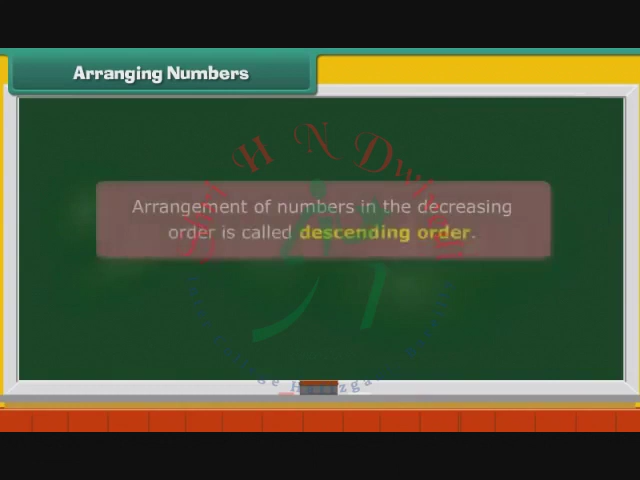 Arranging Numbers
H N
Arrangement of numbers in the decreasing
order is called descending order.